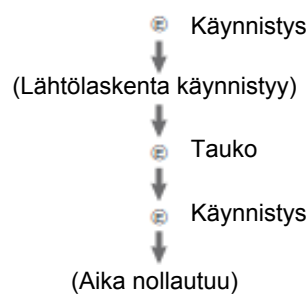 Käynnistys
(Lähtölaskenta käynnistyy)
Tauko
Käynnistys
(Aika nollautuu)